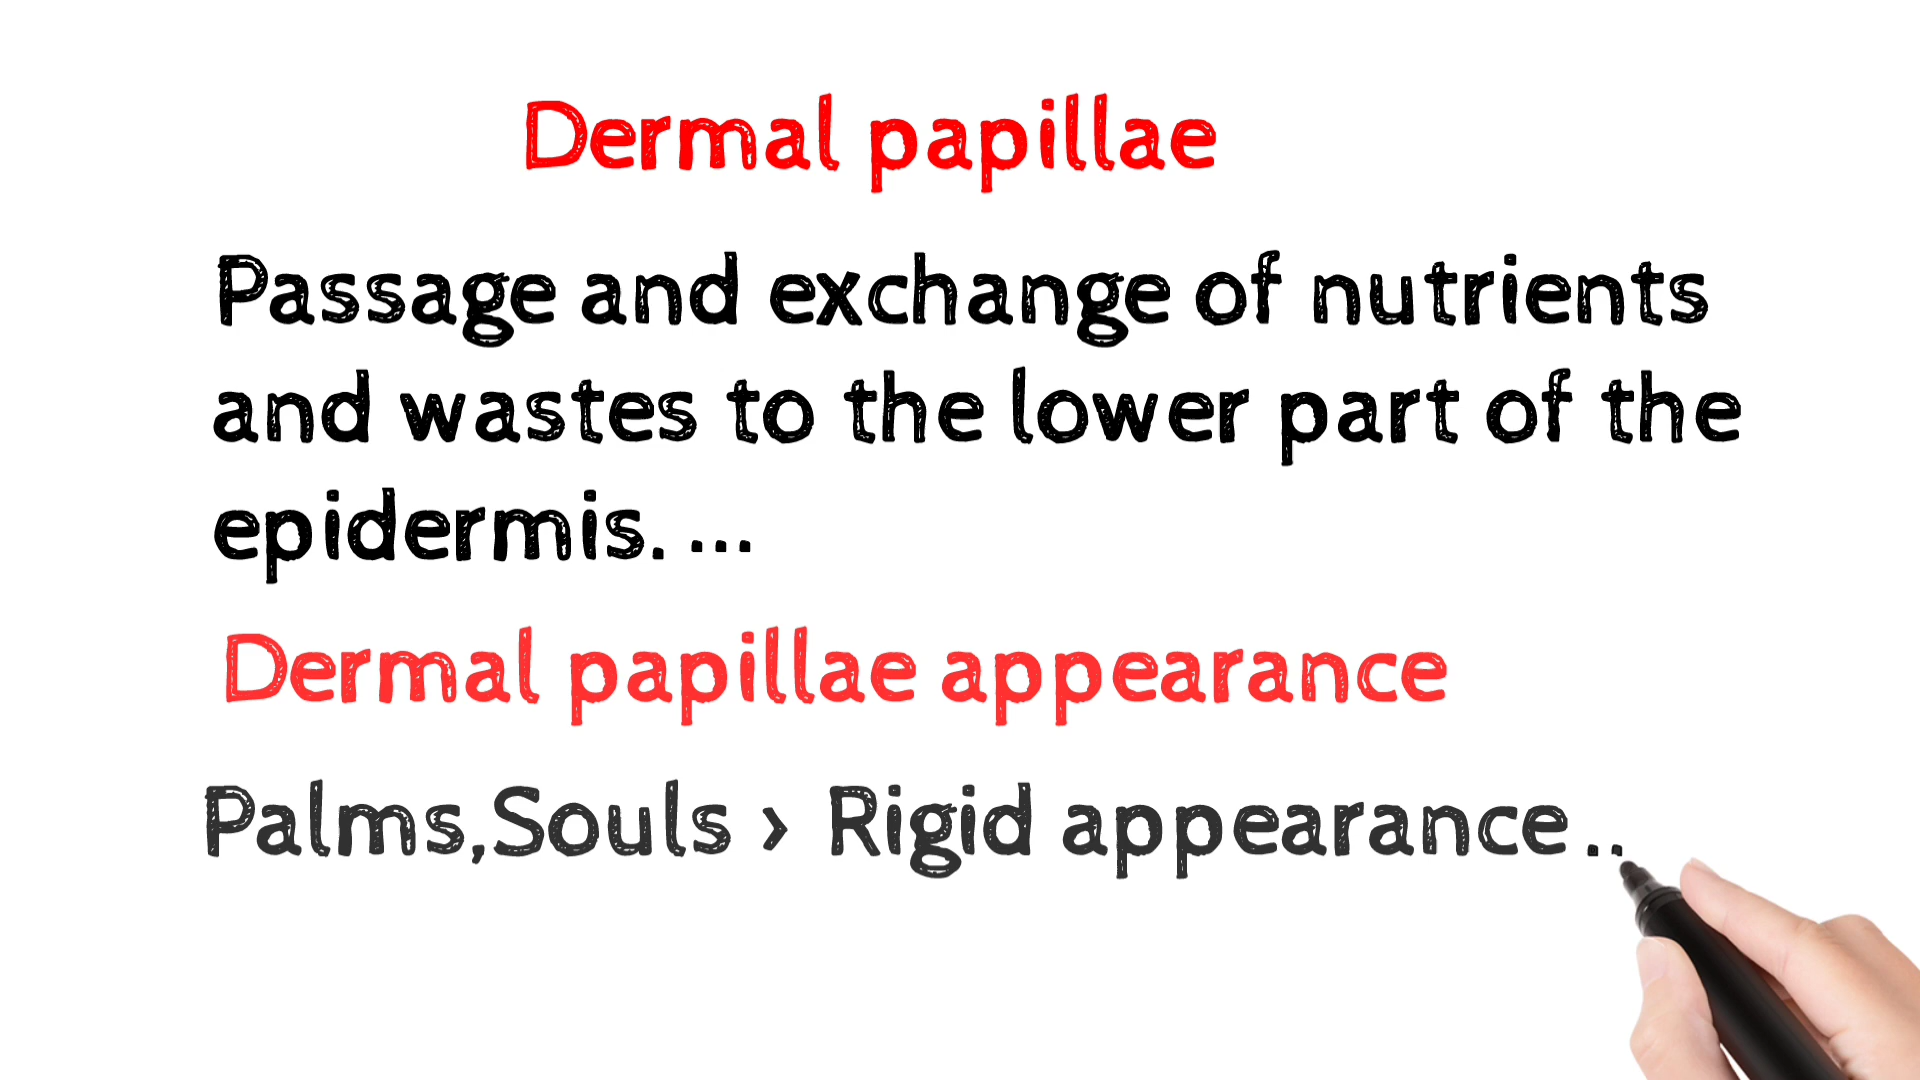 Dermal papillae
Passage and exchange of nutrients
and wastes to the lower part of the
epidermis. ...
Dermal papillae appearance
Palms,Souls > Rigid appearance..